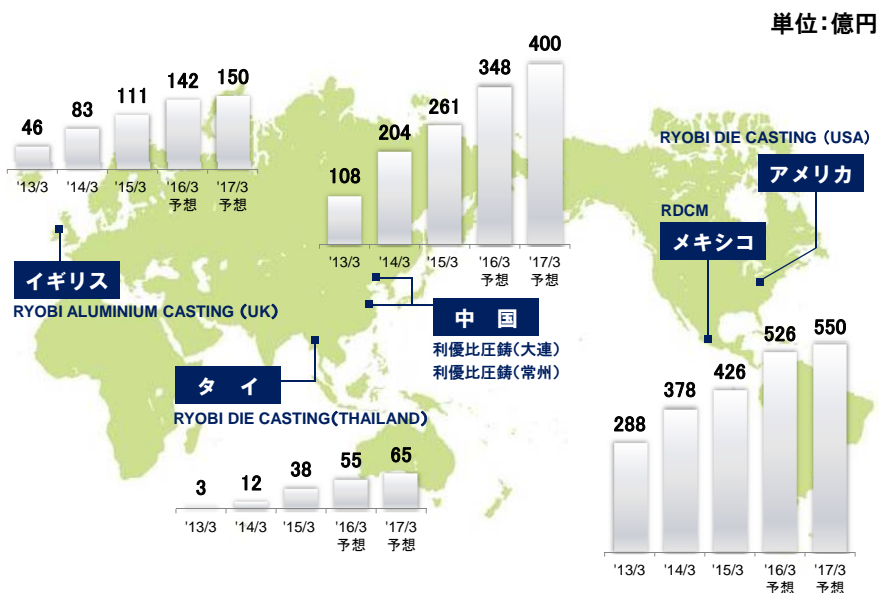 単位：億円
46 83 111 142 150
'13/3 '14/3 '15/3 '16/3 '17/3
予想 予想
イギリス
RYOBI ALUMINIUM CASTING (UK)
108 204 261 348 400
'13/3 '14/3 '15/3 '16/3 '17/3
予想 予想
中 国
利優比圧鋳(大連)
利優比圧鋳(常州)
タ イ
RYOBI DIE CASTING(THAILAND)
3 12 38 55 65
'13/3 '14/3 '15/3 '16/3 '17/3
予想 予想
RYOBI DIE CASTING (USA)
アメリカ
RDCM
メキシコ
288 378 426 526 550
'13/3 '14/3 '15/3 '16/3 '17/3
予想 予想